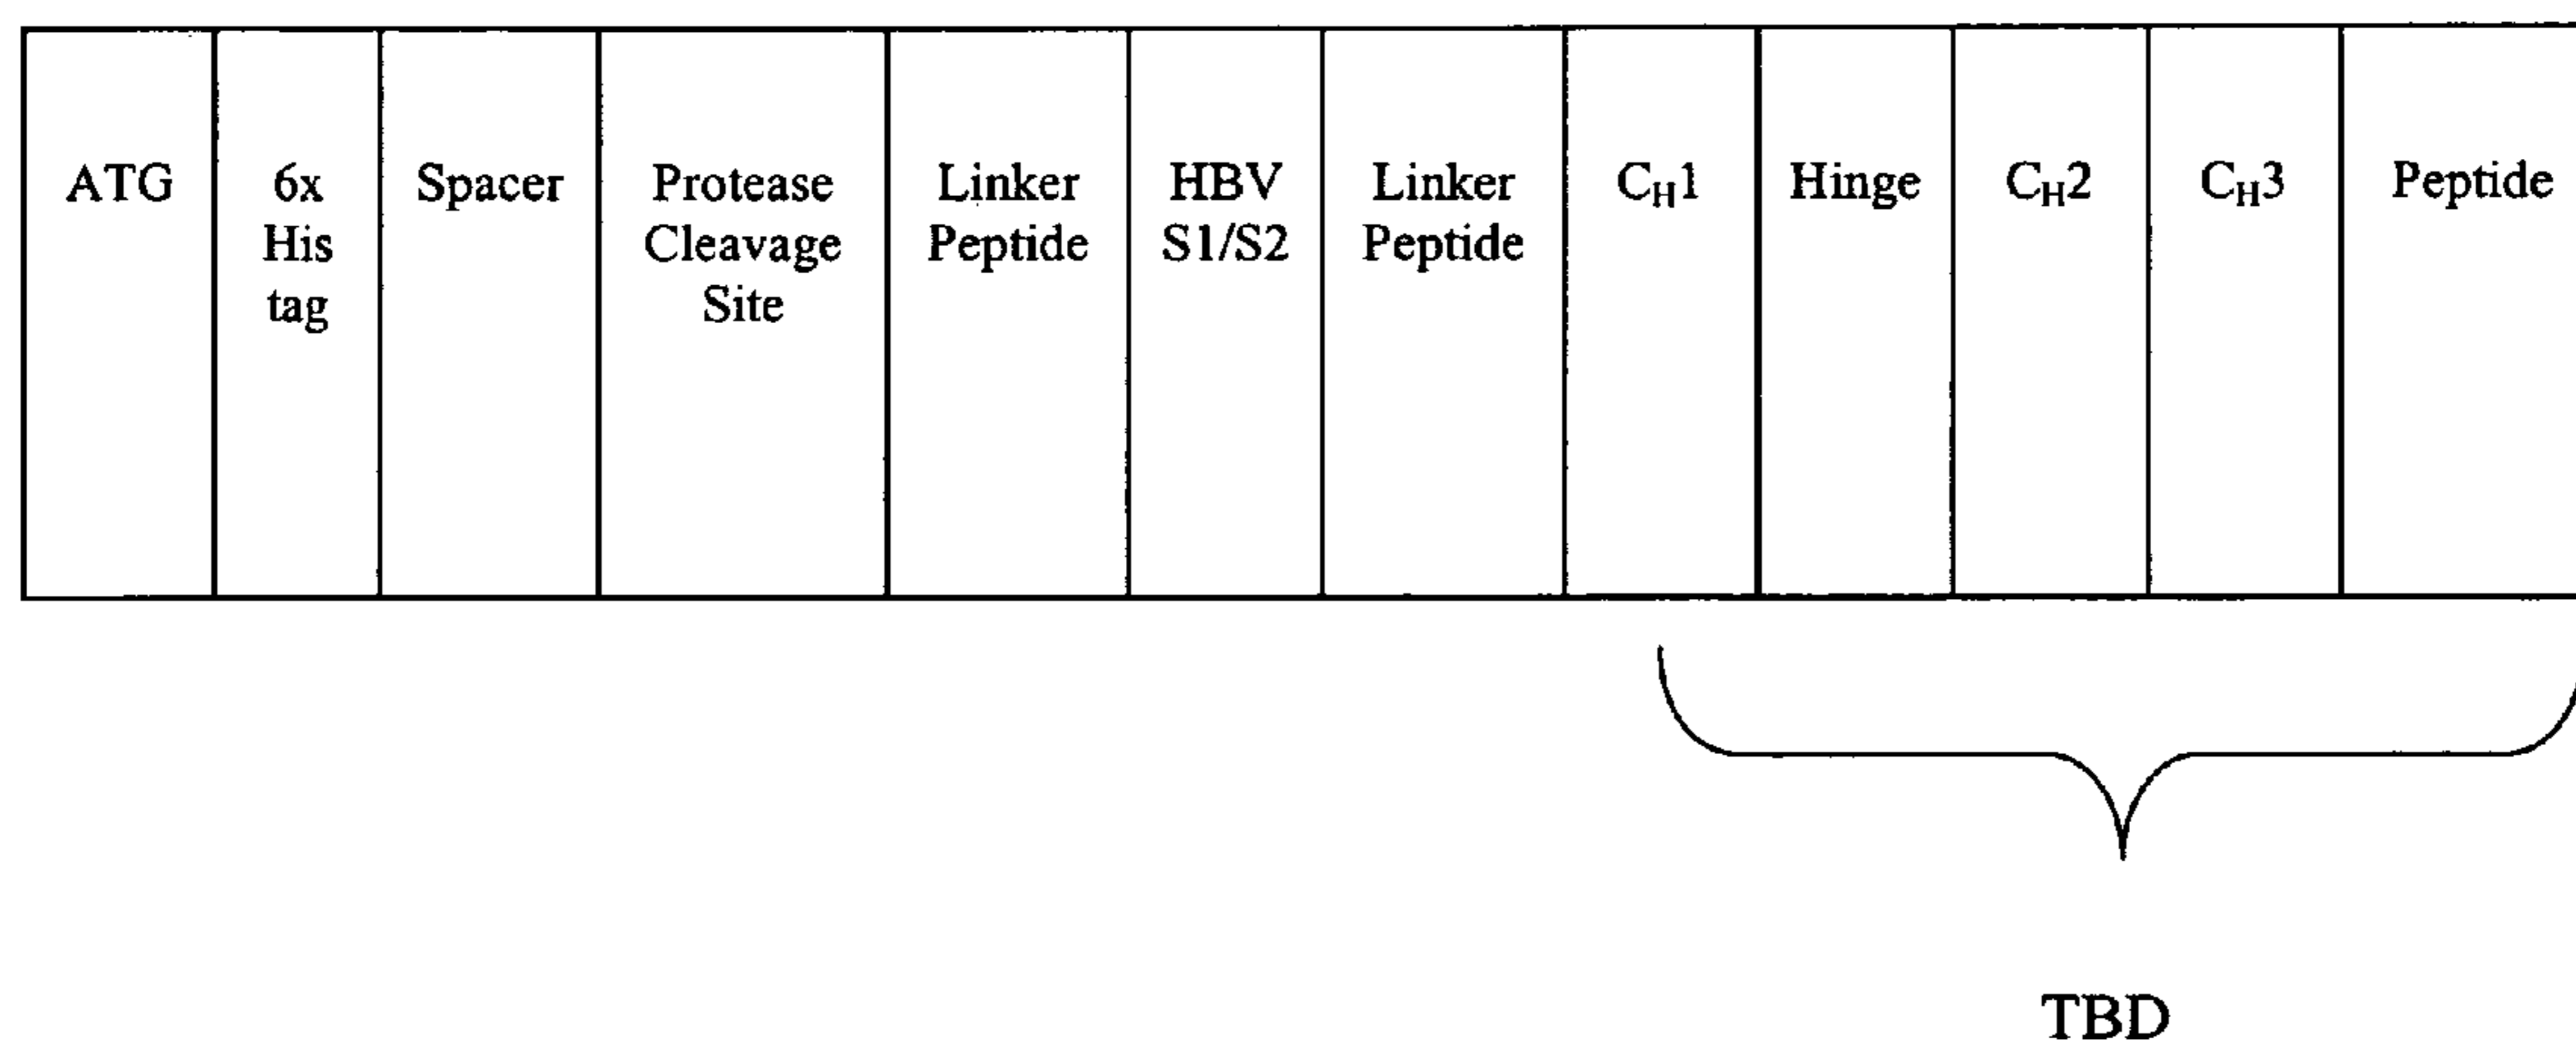 ATG
6x
His
tag
Spacer
Protease
Cleavage
Site
Linker
Peptide
HBV
S1/S2
Linker
Peptide
CH1
Hinge
CH2
CH3
Peptide
TBD